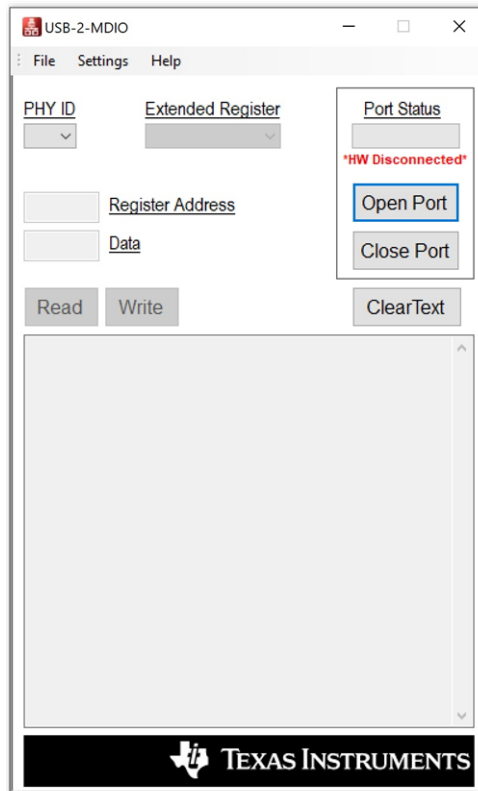 USB-2-MDIO
File Settings Help
PHY ID Extended Register Port Status
*HW Disconnected*
Register Address Open Port
Data Close Port
Read Write ClearText
TEXAS INSTRUMENTS